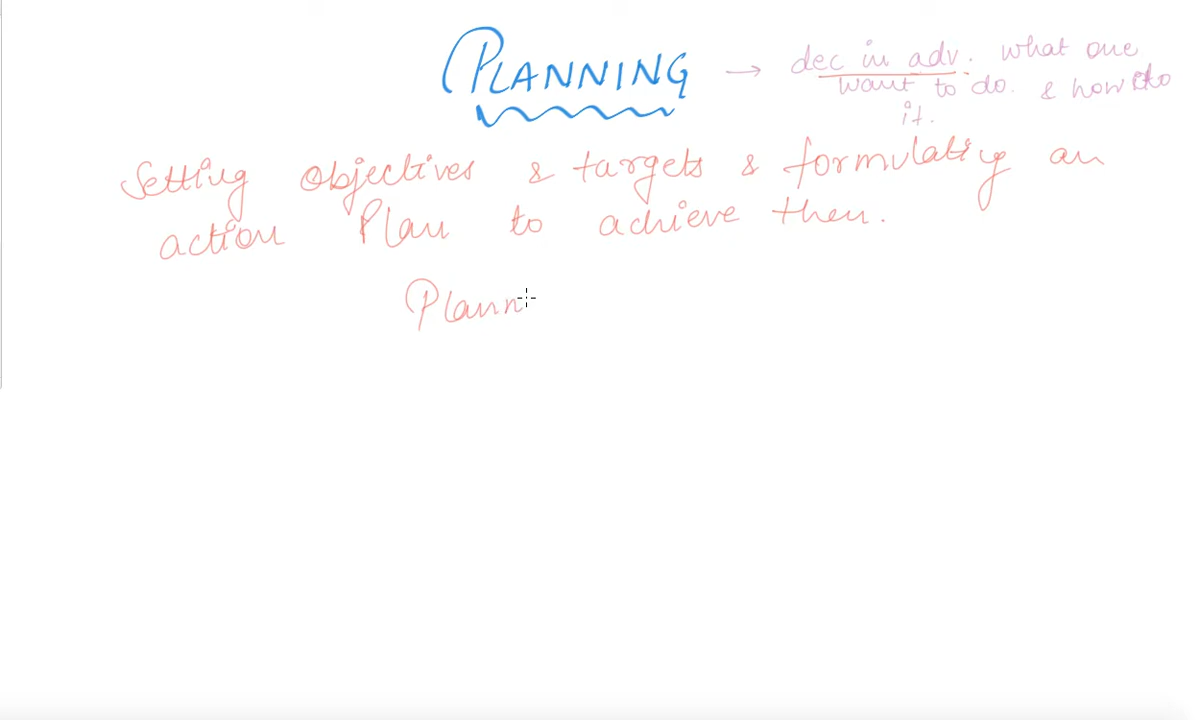 PLANNING → dec in adv. what one
want to do. & how to do
it.
Setting objectives & targets & formulating an
action Plan to achieve them.
Plann